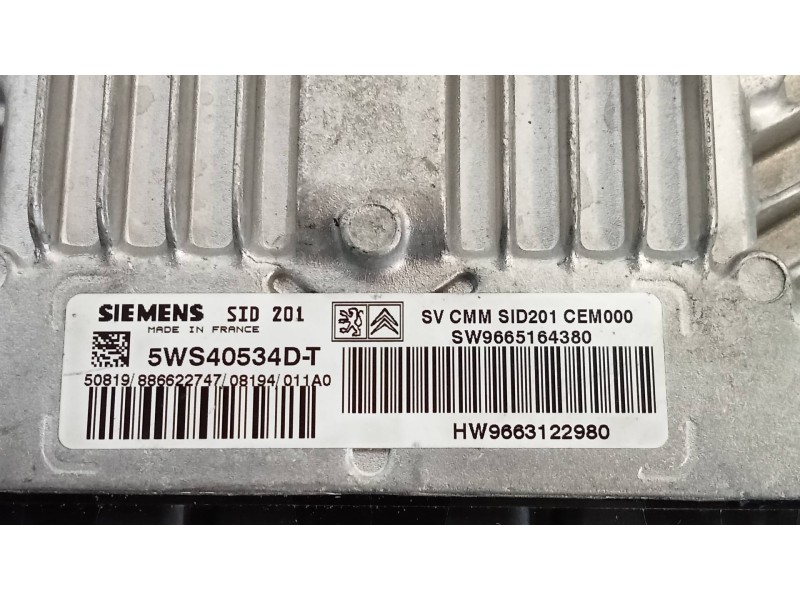 SIEMENS SID 201
MADE IN FRANCE
5WS40534D-T
50819/886622747/08194/011A0
SV CMM SID201 CEM000
SW9665164380
HW9663122980